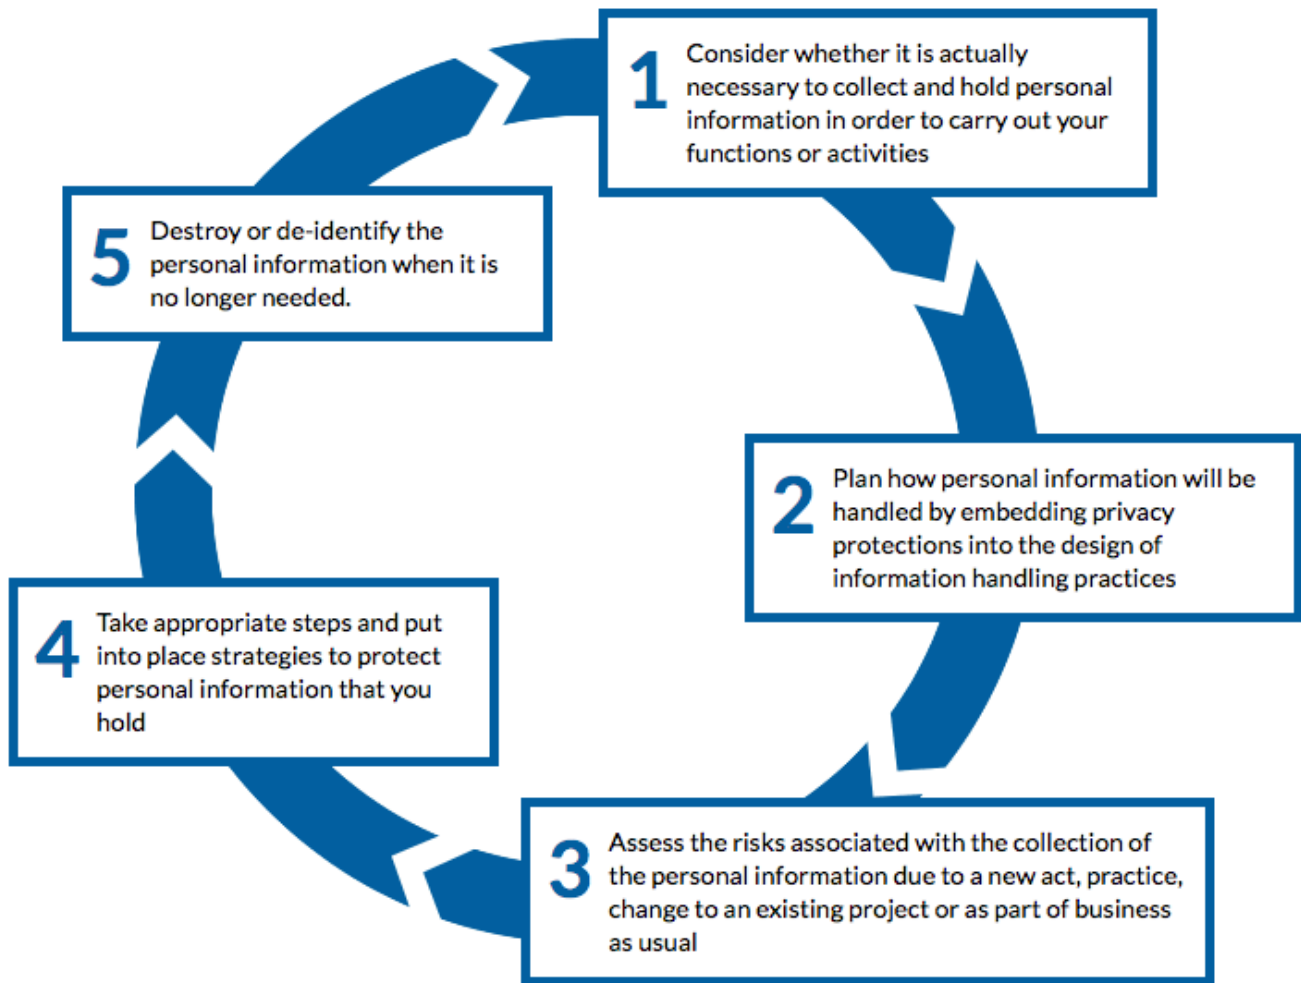 1
Consider whether it is actually
necessary to collect and hold personal
information in order to carry out your
functions or activities
2
Plan how personal information will be
handled by embedding privacy
protections into the design of
information handling practices
3
Assess the risks associated with the collection of
the personal information due to a new act, practice,
change to an existing project or as part of business
as usual
4
Take appropriate steps and put
into place strategies to protect
personal information that you
hold
5
Destroy or de-identify the
personal information when it is
no longer needed.